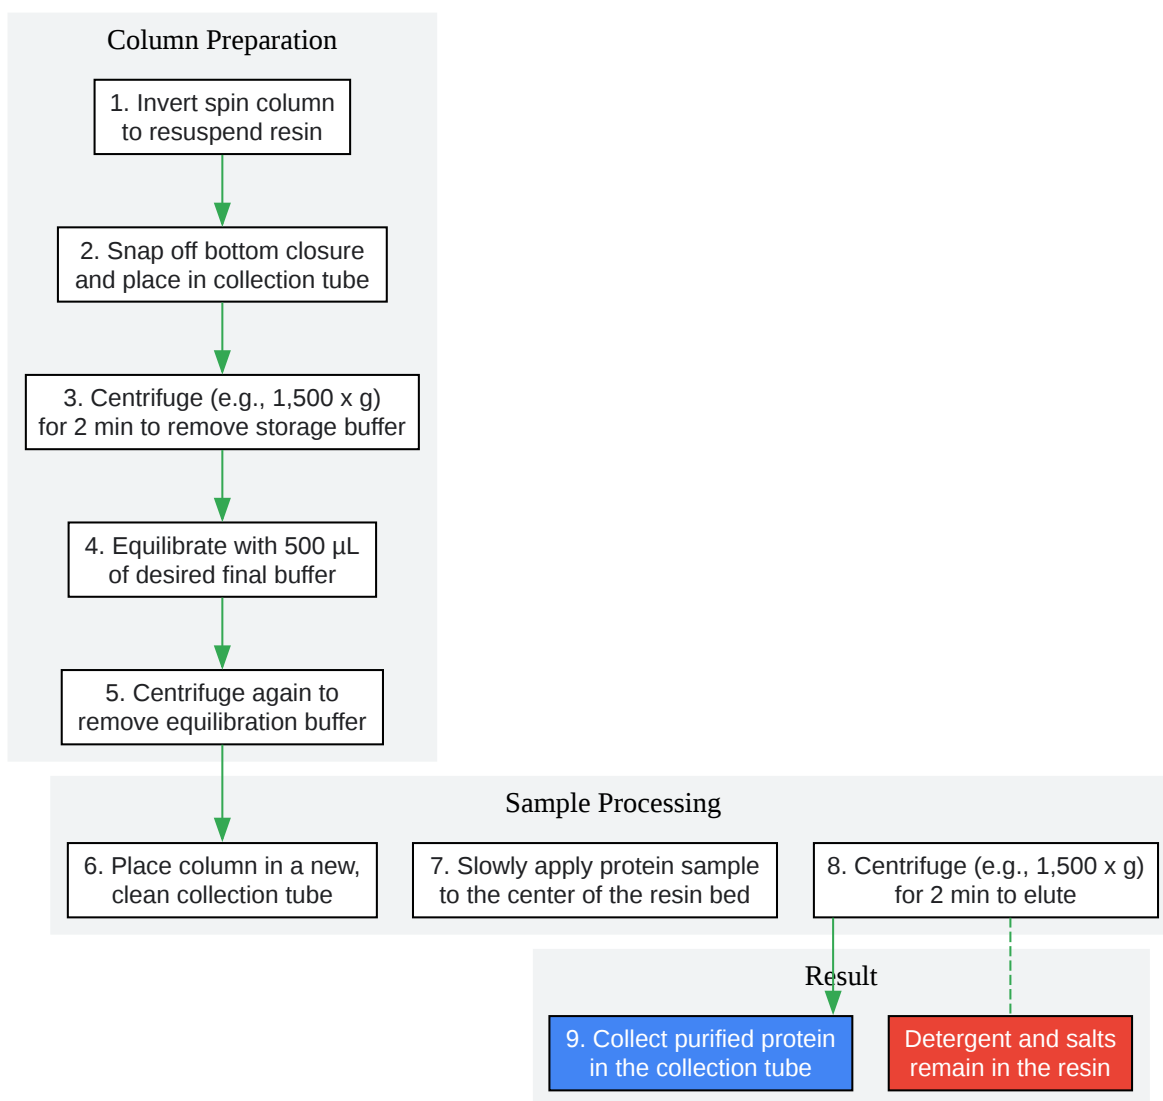 Column Preparation
1. Invert spin column
to resuspend resin
2. Snap off bottom closure
and place in collection tube
3. Centrifuge (e.g., 1,500 x g)
for 2 min to remove storage buffer
4. Equilibrate with 500 µL
of desired final buffer
5. Centrifuge again to
remove equilibration buffer
Sample Processing
6. Place column in a new,
clean collection tube
7. Slowly apply protein sample
to the center of the resin bed
8. Centrifuge (e.g., 1,500 x g)
for 2 min to elute
Result
9. Collect purified protein
in the collection tube
Detergent and salts
remain in the resin